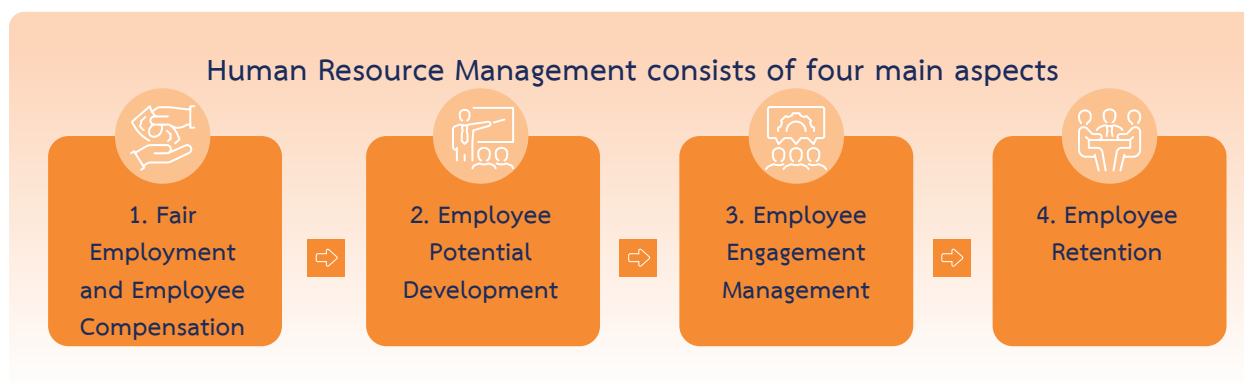 Human Resource Management consists of four main aspects
1. Fair
Employment
and Employee
Compensation
2. Employee
Potential
Development
3. Employee
Engagement
Management
4. Employee
Retention